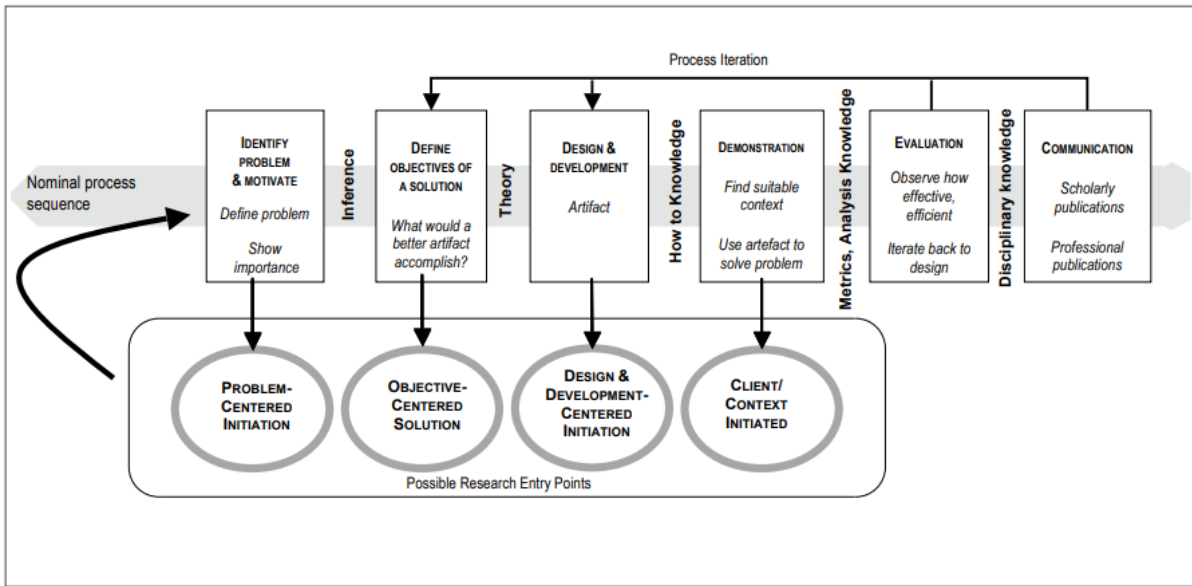 Process Iteration
Nominal process
sequence
IDENTIFY
PROBLEM
& MOTIVATE
Define problem
Show
importance
Inference
DEFINE
OBJECTIVES OF
A SOLUTION
What would a
better artifact
accomplish?
Theory
DESIGN &
DEVELOPMENT
Artifact
How to Knowledge
DEMONSTRATION
Find suitable
context
Use artefact to
solve problem
Metrics, Analysis Knowledge
EVALUATION
Observe how
effective,
efficient
Iterate back to
design
Disciplinary knowledge
COMMUNICATION
Scholarly
publications
Professional
publications
PROBLEM-
CENTERED
INITIATION
OBJECTIVE-
CENTERED
SOLUTION
DESIGN &
DEVELOPMENT-
CENTERED
INITIATION
CLIENT/
CONTEXT
INITIATED
Possible Research Entry Points